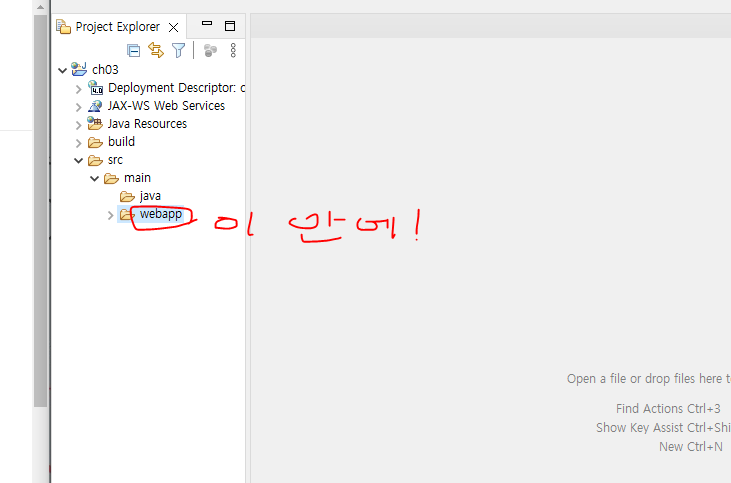 Project Explorer
ch03
Deployment Descriptor: c
JAX-WS Web Services
Java Resources
build
src
main
java
webapp
이 안에!
Open a file or drop files here t
Find Actions Ctrl+3
Show Key Assist Ctrl+Shi
New Ctrl+N